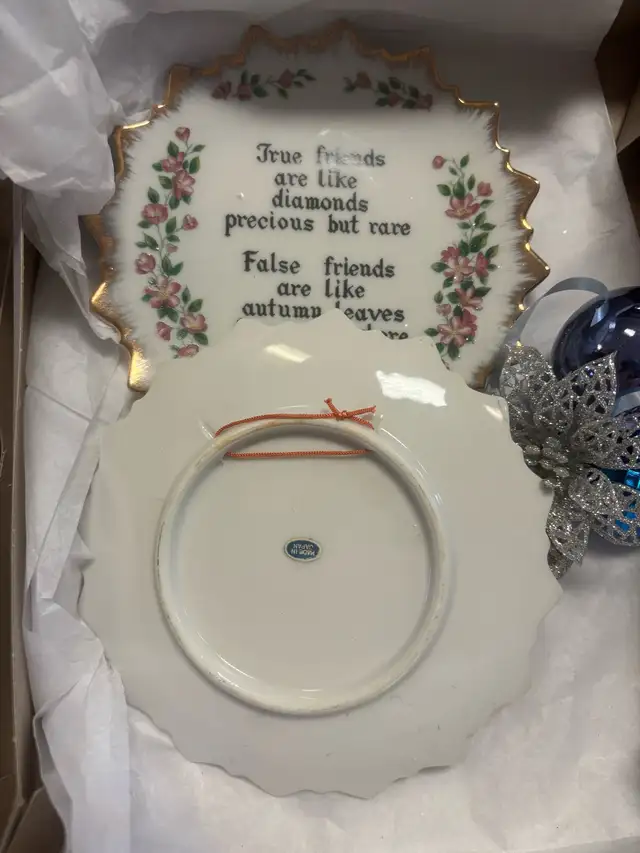 True friends
are like
diamonds
precious but rare
False friends
are like
autumn leaves
MADE IN
JAPAN